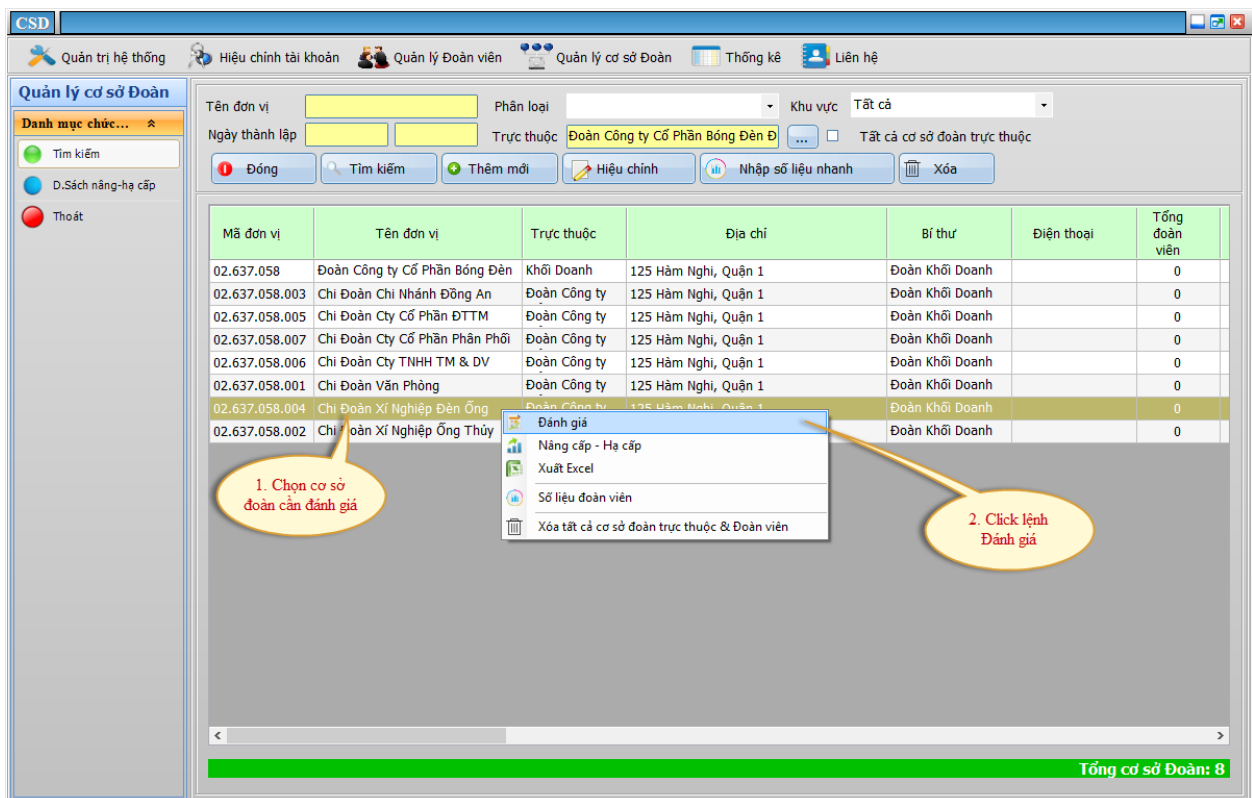 CSD
Quản trị hệ thống Hiệu chỉnh tài khoản Quản lý Đoàn viên Quản lý cơ sở Đoàn Thống kê Liên hệ
Quản lý cơ sở Đoàn
Danh mục chức...
Tìm kiếm
D.Sách nâng-hạ cấp
Thoát
Tên đơn vị Phân loại Khu vực Tất cả
Ngày thành lập Trực thuộc Đoàn Công ty Cổ Phần Bóng Đèn Đ ... Tất cả cơ sở đoàn trực thuộc
Đóng Tìm kiếm Thêm mới Hiệu chỉnh Nhập số liệu nhanh Xóa
Mã đơn vị Tên đơn vị Trực thuộc Địa chỉ Bí thư Điện thoại Tổng đoàn viên
02.637.058 Đoàn Công ty Cổ Phần Bóng Đèn Khối Doanh 125 Hàm Nghi, Quận 1 Đoàn Khối Doanh 0
02.637.058.003 Chi Đoàn Chi Nhánh Đồng An Đoàn Công ty 125 Hàm Nghi, Quận 1 Đoàn Khối Doanh 0
02.637.058.005 Chi Đoàn Cty Cổ Phần ĐTTM Đoàn Công ty 125 Hàm Nghi, Quận 1 Đoàn Khối Doanh 0
02.637.058.007 Chi Đoàn Cty Cổ Phần Phân Phối Đoàn Công ty 125 Hàm Nghi, Quận 1 Đoàn Khối Doanh 0
02.637.058.006 Chi Đoàn Cty TNHH TM & DV Đoàn Công ty 125 Hàm Nghi, Quận 1 Đoàn Khối Doanh 0
02.637.058.001 Chi Đoàn Văn Phòng Đoàn Công ty 125 Hàm Nghi, Quận 1 Đoàn Khối Doanh 0
02.637.058.004 Chi Đoàn Xí Nghiệp Đèn Ống Đoàn Công ty 125 Hàm Nghi, Quận 1 Đoàn Khối Doanh 0
02.637.058.002 Chi Đoàn Xí Nghiệp Ống Thủy Đoàn Khối Doanh 0
Đánh giá
Nâng cấp - Hạ cấp
Xuất Excel
Số liệu đoàn viên
Xóa tất cả cơ sở đoàn trực thuộc & Đoàn viên
1. Chọn cơ sở
đoàn cần đánh giá
2. Click lệnh
Đánh giá
Tổng cơ sở Đoàn: 8